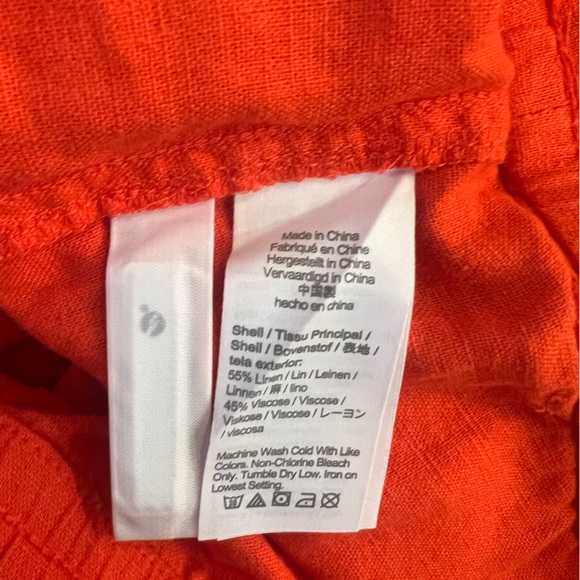 Made in China
Fabriqué en Chine
Hergestellt in China
Vervaardigd in China
中国製
hecho en china
Shell / Tissu Principal /
Shell / Bovenstof / 表地 /
tela exterior:
55% Linen / Lin / Leinen /
Linnen / 麻 / lino
45% Viscose / Viscose /
Viskose / Viscose / レーヨン
/ viscosa
Machine Wash Cold With Like
Colors. Non-Chlorine Bleach
Only. Tumble Dry Low. Iron on
Lowest Setting.